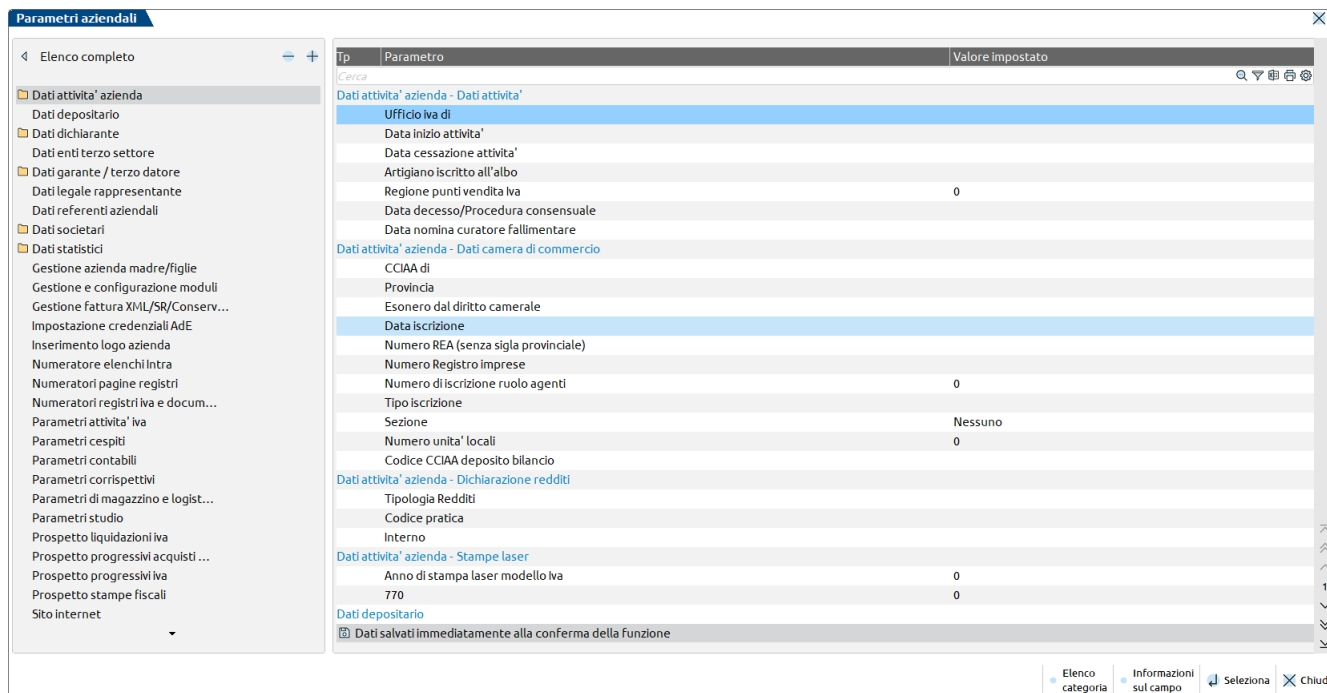 Parametri aziendali
Elenco completo
Dati attivita' azienda
Dati depositario
Dati dichiarante
Dati enti terzo settore
Dati garante / terzo datore
Dati legale rappresentante
Dati referenti aziendali
Dati societari
Dati statistici
Gestione azienda madre/figlie
Gestione e configurazione moduli
Gestione fattura XML/SR/Conserv...
Impostazione credenziali AdE
Inserimento logo azienda
Numeratore elenchi Intra
Numeratori pagine registri
Numeratori registri iva e docum...
Parametri attivita' iva
Parametri cespiti
Parametri contabili
Parametri corrispettivi
Parametri di magazzino e logist...
Parametri studio
Prospetto liquidazioni iva
Prospetto progressivi acquisti ...
Prospetto progressivi iva
Prospetto stampe fiscali
Sito internet
Tp Parametro Valore impostato
Cerca
Dati attivita' azienda - Dati attivita'
Ufficio iva di
Data inizio attivita'
Data cessazione attivita'
Artigiano iscritto all'albo
Regione punti vendita Iva 0
Data decesso/Procedura consensuale
Data nomina curatore fallimentare
Dati attivita' azienda - Dati camera di commercio
CCIAA di
Provincia
Esonero dal diritto camerale
Data iscrizione
Numero REA (senza sigla provinciale)
Numero Registro imprese
Numero di iscrizione ruolo agenti 0
Tipo iscrizione
Sezione Nessuno
Numero unita' locali 0
Codice CCIAA deposito bilancio
Dati attivita' azienda - Dichiarazione redditi
Tipologia Redditi
Codice pratica
Interno
Dati attivita' azienda - Stampe laser
Anno di stampa laser modello Iva 0
770 0
Dati depositario
Dati salvati immediatamente alla conferma della funzione
1
Elenco categoria
Informazioni sul campo
Seleziona
Chiud